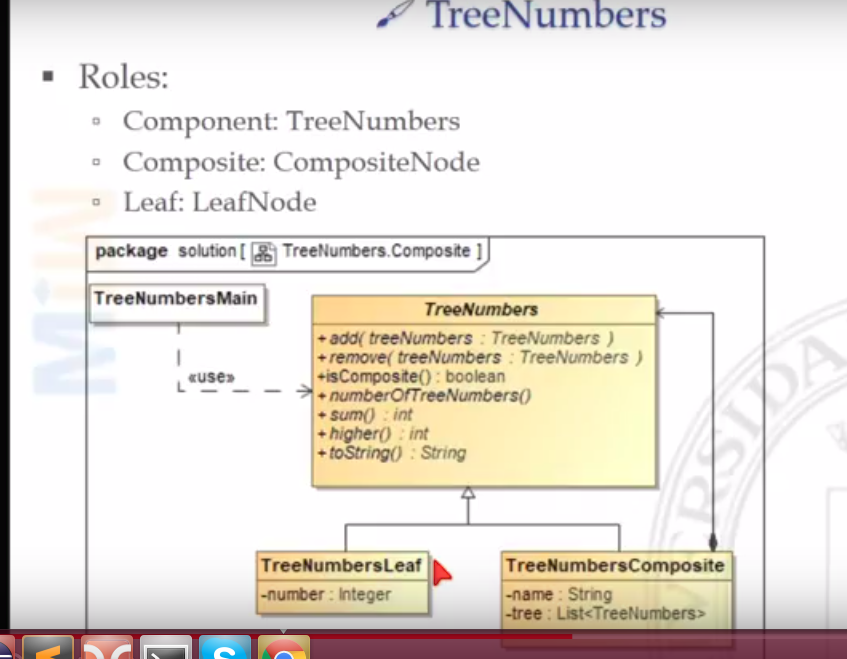 TreeNumbers
Roles:
Component: TreeNumbers
Composite: CompositeNode
Leaf: LeafNode
package solution [ TreeNumbers.Composite ]
TreeNumbersMain
TreeNumbers
+add( treeNumbers : TreeNumbers )
+remove( treeNumbers : TreeNumbers )
+isComposite() : boolean
+numberOfTreeNumbers()
+sum() : int
+higher() : int
+toString() : String
«use»
TreeNumbersLeaf
-number : Integer
TreeNumbersComposite
-name : String
-tree : List<TreeNumbers>